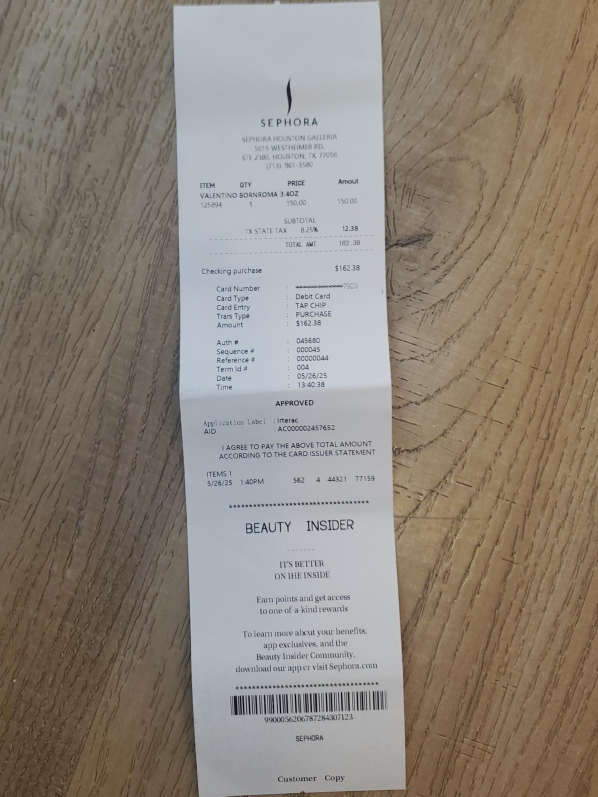 SEPHORA
SEPHORA HOUSTON GALLERIA
5015 WESTHEIMER RD,
STE 2380, HOUSTON, TX, 77056
(713) 961-3580
ITEM QTY PRICE Amout
VALENTINO BORNROMA 3.4OZ
125894 1 150.00 150.00
SUBTOTAL
TX STATE TAX 8.25% 12.38
TOTAL AMT 162.38
Checking purchase $162.38
Card Number : ************7923
Card Type : Debit Card
Card Entry : TAP CHIP
Trars Type : PURCHASE
Amount : $162.38
Auth # : 045680
Sequence # : 000045
Reference # : 00000044
Term Id # : 004
Date : 05/26/25
Time : 13:40:38
APPROVED
Application Label : Irterac
AID : AC000002457652
I AGREE TO PAY THE ABOVE TOTAL AMOUNT
ACCORDING TO THE CARD ISSUER STATEMENT
ITEMS 1
5/26/25 1:40PM 562 4 44321 77159
***********************************
BEAUTY INSIDER
-------
IT'S BETTER
ON THE INSIDE
Earn points and get access
to one-of-a-kind rewards
To learn more about your benefits,
app exclusives, and the
Beauty Insider Community,
download our app or visit Sephora.com
***********************************
9900056206787284307123
SEPHORA
Customer Copy